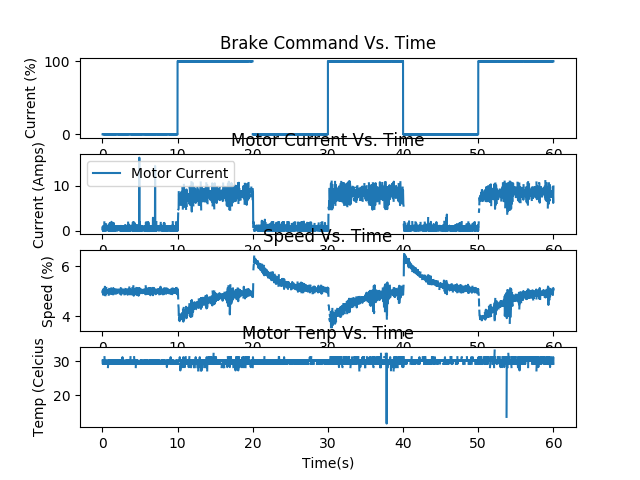 Brake Command Vs. Time
Current (%)
100
0
0 10 20 30 40 50 60
Motor Current Vs. Time
Current (Amps)
Motor Current
10
0
0 10 20 30 40 50 60
Speed Vs. Time
Speed (%)
6
4
0 10 20 30 40 50 60
Motor Tenp Vs. Time
Temp (Celcius
30
20
0 10 20 30 40 50 60
Time(s)